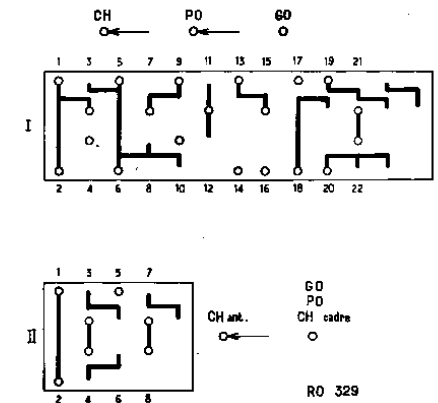 CH PO GO
1 3 5 7 9 11 13 15 17 19 21
I
2 4 6 8 10 12 14 16 18 20 22
1 3 5 7
II
2 4 6 8
GO
PO
CH ant. CH cadre
RO 329